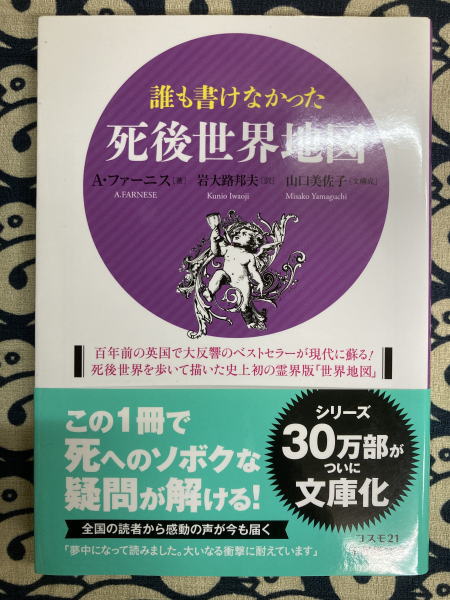 誰も書けなかった
死後世界地図
A・ファーニス[著] 岩大路邦夫[訳] 山口美佐子[文構成]
A.FARNESE Kunio Iwaoji Misako Yamaguchi
百年前の英国で大反響のベストセラーが現代に蘇る!
死後世界を歩いて描いた史上初の霊界版「世界地図」
この1冊で
死へのソボクな
疑問が解ける!
シリーズ
30万部が
ついに
文庫化
全国の読者から感動の声が今も届く
「夢中になって読みました。大いなる衝撃に耐えています」
コスモ21